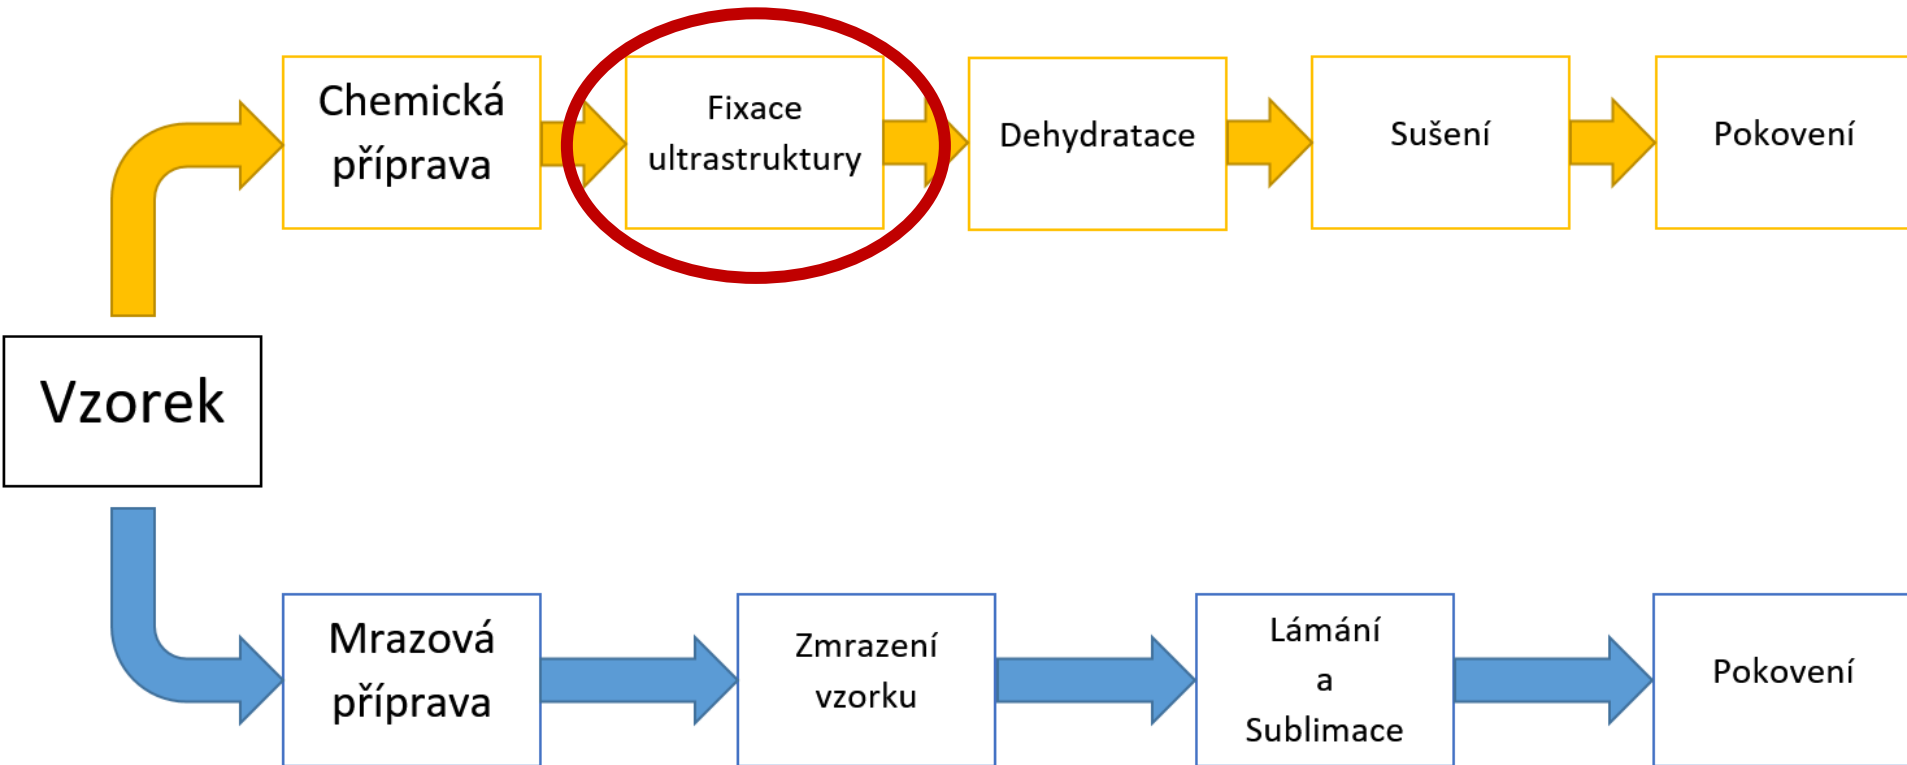 Chemická
příprava
Fixace
ultrastruktury
Dehydratace
Sušení
Pokovení
Vzorek
Mrazová
příprava
Zmrazení
vzorku
Lámání
a
Sublimace
Pokovení